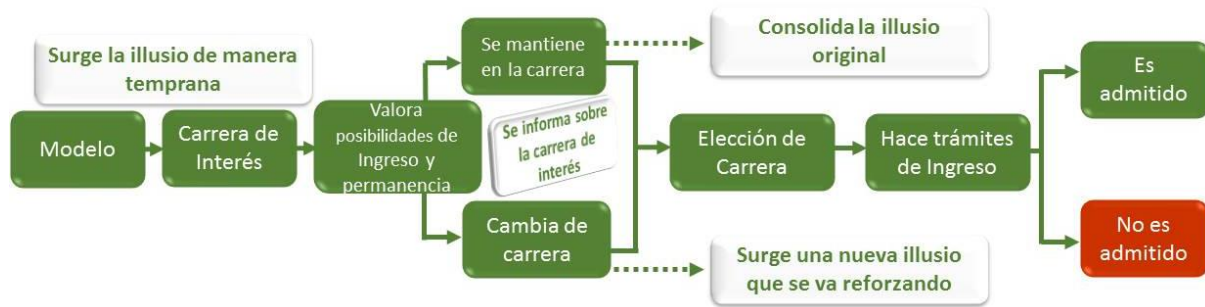 Surge la illusio de manera
temprana
Modelo
Carrera de
Interés
Valora
posibilidades de
Ingreso y
permanencia
Se mantiene
en la carrera
Consolida la illusio
original
Se informa sobre
la carrera de
interés
Cambia de
carrera
Surge una nueva illusio
que se va reforzando
Elección de
Carrera
Hace trámites
de Ingreso
Es
admitido
No es
admitido